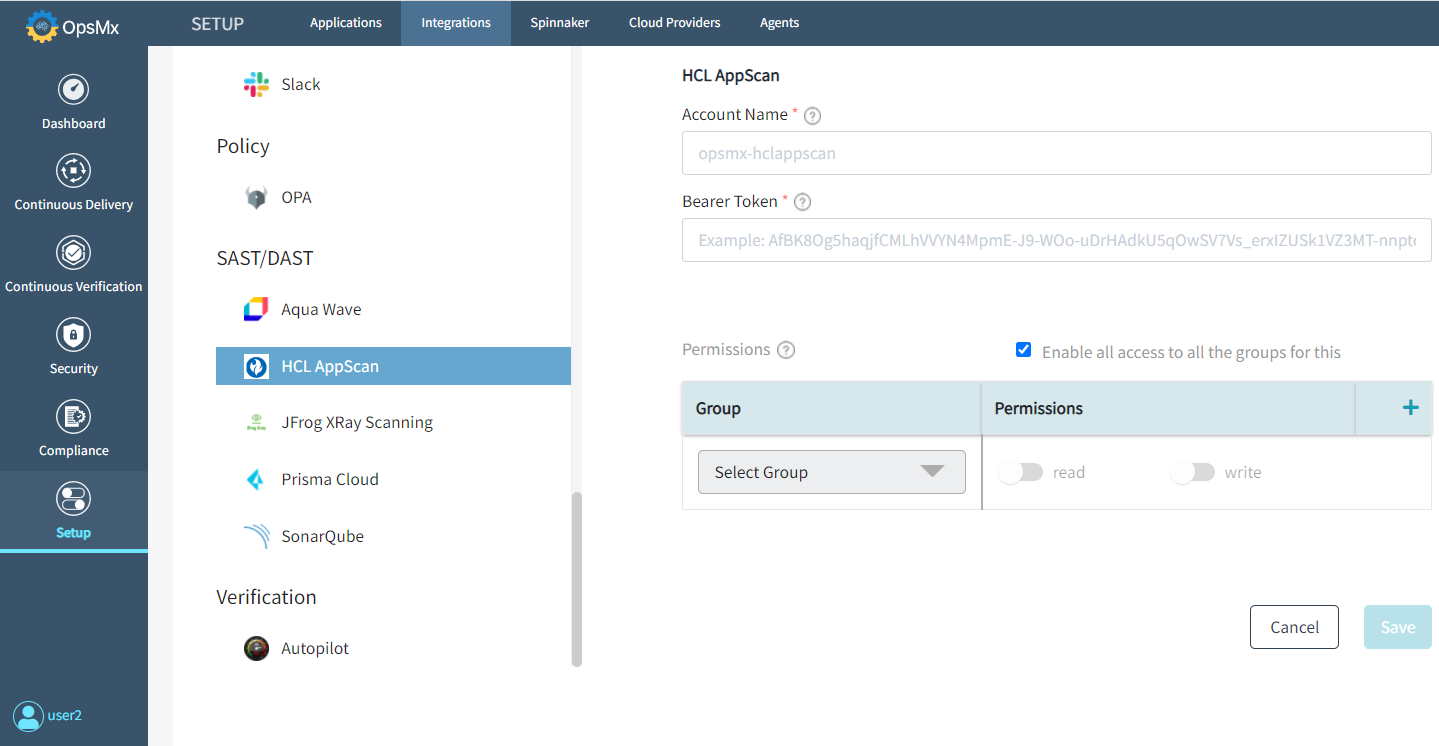 OpsMx
SETUP
Applications
Integrations
Spinnaker
Cloud Providers
Agents
Dashboard
Continuous Delivery
Continuous Verification
Security
Compliance
Setup
user2
Slack
Policy
OPA
SAST/DAST
Aqua Wave
HCL AppScan
JFrog XRay Scanning
Prisma Cloud
SonarQube
Verification
Autopilot
HCL AppScan
Account Name * ?
opsmx-hclappscan
Bearer Token * ?
Example: AfBK8Og5haqjfCMLhVVYN4MpmE-J9-WOo-uDrHAdkU5qOwSV7Vs_erxIZUSk1VZ3MT-nnpt
Permissions ?
Enable all access to all the groups for this
Group
Permissions
+
Select Group
read
write
Cancel
Save